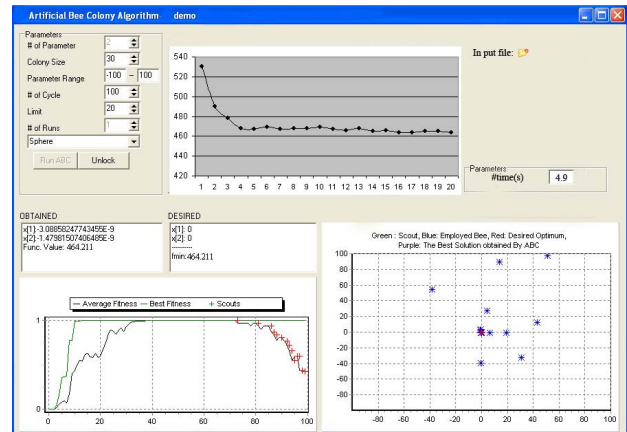 Artificial Bee Colony Algorithm demo
Parameters
# of Parameter 2
Colony Size 30
Parameter Range -100 – 100
# of Cycle 100
Limit 20
# of Runs 1
Sphere
Run ABC Unlock
540
520
500
480
460
440
420
1 2 3 4 5 6 7 8 9 10 11 12 13 14 15 16 17 18 19 20
In put file:
Parameters
#time(s) 4.9
OBTAINED
x[1]-3.08858247743455E-9
x[2]-1.47981507406485E-9
Func. Value: 464.211
DESIRED
x[1]: 0
x[2]: 0
----------
fmin:464.211
Average Fitness Best Fitness + Scouts
1
0
0 20 40 60 80 100
Green : Scout, Blue: Employed Bee, Red: Desired Optimum,
Purple: The Best Solution obtained By ABC
100
80
60
40
20
0
-20
-40
-60
-80
-80 -60 -40 -20 0 20 40 60 80 100